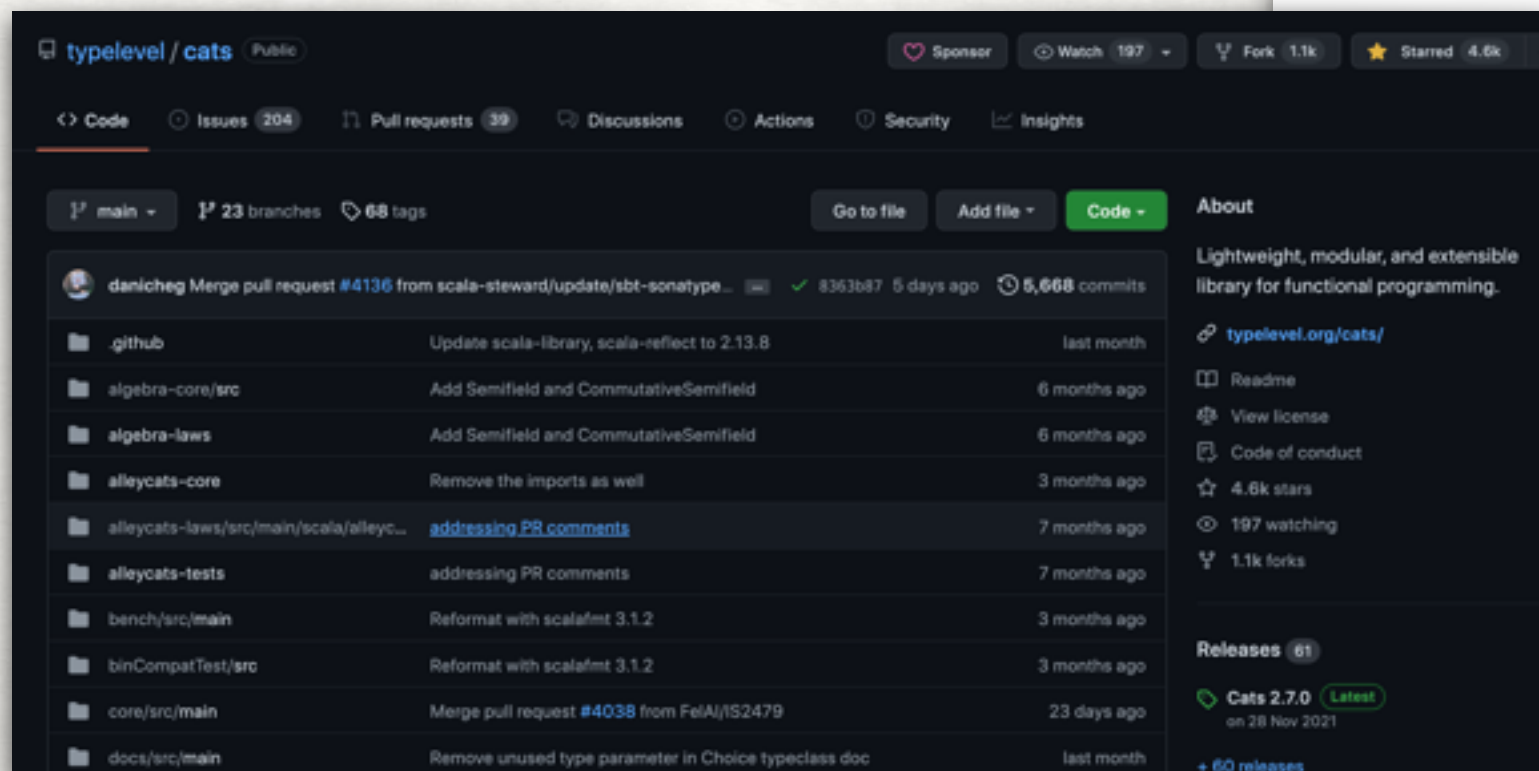 typelevel / cats Public
Sponsor Watch 197 Fork 1.1k Starred 4.6k
Code Issues 204 Pull requests 39 Discussions Actions Security Insights
main 23 branches 68 tags Go to file Add file Code
danicheg Merge pull request #4136 from scala-steward/update/sbt-sonatype… ... 8363b87 5 days ago 5,668 commits
.github Update scala-library, scala-reflect to 2.13.8 last month
algebra-core/src Add Semifield and CommutativeSemifield 6 months ago
algebra-laws Add Semifield and CommutativeSemifield 6 months ago
alleycats-core Remove the imports as well 3 months ago
alleycats-laws/src/main/scala/alleyc… addressing PR comments 7 months ago
alleycats-tests addressing PR comments 7 months ago
bench/src/main Reformat with scalafmt 3.1.2 3 months ago
binCompatTest/src Reformat with scalafmt 3.1.2 3 months ago
core/src/main Merge pull request #4038 from FelAl/IS2479 23 days ago
docs/src/main Remove unused type parameter in Choice typeclass doc last month
About
Lightweight, modular, and extensible
library for functional programming.
typelevel.org/cats/
Readme
View license
Code of conduct
4.6k stars
197 watching
1.1k forks
Releases 61
Cats 2.7.0 Latest
on 28 Nov 2021
+ 60 releases